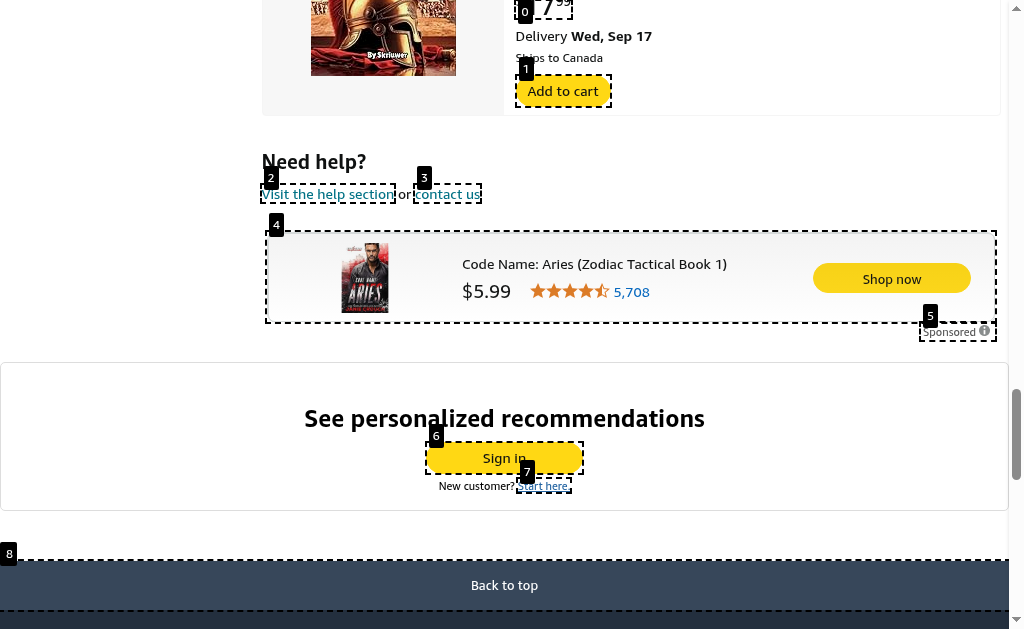 0
7
By Skriuwer
Delivery Wed, Sep 17
Ships to Canada
1
Add to cart
Need help?
2
3
Visit the help section or contact us
4
CODE NAME:
ARIES
Code Name: Aries (Zodiac Tactical Book 1)
$5.99
5,708
Shop now
5
Sponsored
See personalized recommendations
6
Sign in
7
New customer? Start here.
8
Back to top